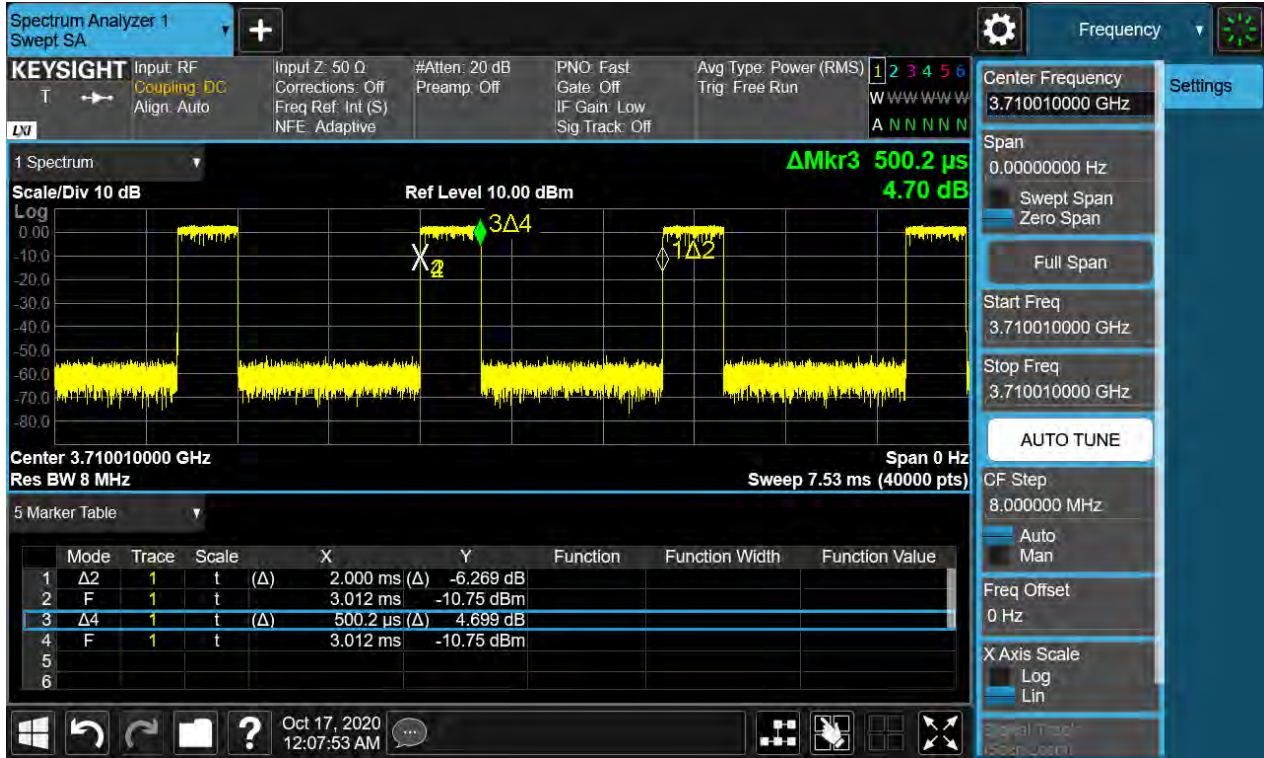 Spectrum Analyzer 1
Swept SA
+
Frequency
KEYSIGHT
T
LXI
Input: RF
Coupling: DC
Align: Auto
Input Z: 50 Ω
Corrections: Off
Freq Ref: Int (S)
NFE: Adaptive
#Atten: 20 dB
Preamp: Off
PNO: Fast
Gate: Off
IF Gain: Low
Sig Track: Off
Avg Type: Power (RMS)
Trig: Free Run
1 2 3 4 5 6
W W W W W W
A N N N N N
1 Spectrum
ΔMkr3 500.2 µs
4.70 dB
Scale/Div 10 dB
Ref Level 10.00 dBm
Log
0.00
-10.0
-20.0
-30.0
-40.0
-50.0
-60.0
-70.0
-80.0
3Δ4
1Δ2
Center 3.710010000 GHz
Span 0 Hz
Res BW 8 MHz
Sweep 7.53 ms (40000 pts)
5 Marker Table
Mode Trace Scale X Y Function Function Width Function Value
1 Δ2 1 t (Δ) 2.000 ms (Δ) -6.269 dB
2 F 1 t 3.012 ms -10.75 dBm
3 Δ4 1 t (Δ) 500.2 µs (Δ) 4.699 dB
4 F 1 t 3.012 ms -10.75 dBm
5
6
?
Oct 17, 2020
12:07:53 AM
Settings
Center Frequency
3.710010000 GHz
Span
0.00000000 Hz
Swept Span
Zero Span
Full Span
Start Freq
3.710010000 GHz
Stop Freq
3.710010000 GHz
AUTO TUNE
CF Step
8.000000 MHz
Auto
Man
Freq Offset
0 Hz
X Axis Scale
Log
Lin